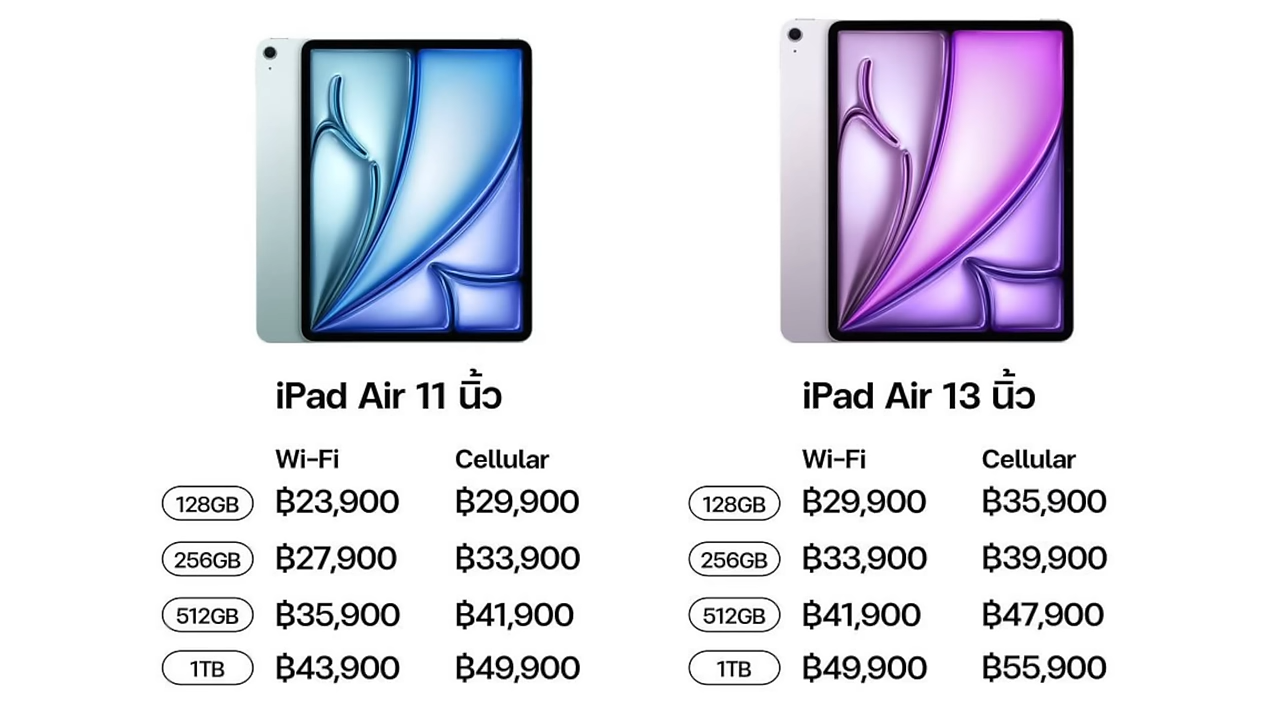 iPad Air 11 นิ้ว
Wi-Fi Cellular
128GB ฿23,900 ฿29,900
256GB ฿27,900 ฿33,900
512GB ฿35,900 ฿41,900
1TB ฿43,900 ฿49,900
iPad Air 13 นิ้ว
Wi-Fi Cellular
128GB ฿29,900 ฿35,900
256GB ฿33,900 ฿39,900
512GB ฿41,900 ฿47,900
1TB ฿49,900 ฿55,900